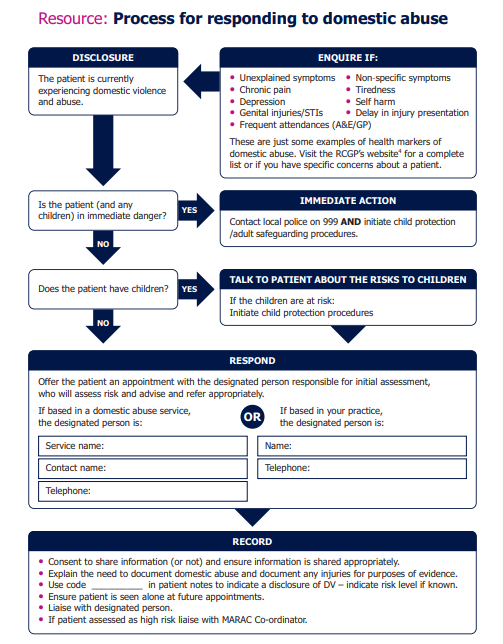 Resource: Process for responding to domestic abuse
DISCLOSURE
The patient is currently
experiencing domestic violence
and abuse.
ENQUIRE IF:
• Unexplained symptoms
• Chronic pain
• Depression
• Genital injuries/STIs
• Frequent attendances (A&E/GP)
• Non-specific symptoms
• Tiredness
• Self harm
• Delay in injury presentation
These are just some examples of health markers of
domestic abuse. Visit the RCGP's website⁴ for a complete
list or if you have specific concerns about a patient.
Is the patient (and any
children) in immediate danger?
YES
IMMEDIATE ACTION
Contact local police on 999 AND initiate child protection
/adult safeguarding procedures.
NO
Does the patient have children?
YES
TALK TO PATIENT ABOUT THE RISKS TO CHILDREN
If the children are at risk:
Initiate child protection procedures
NO
RESPOND
Offer the patient an appointment with the designated person responsible for initial assessment,
who will assess risk and advise and refer appropriately.
If based in a domestic abuse service,
the designated person is:
OR
If based in your practice,
the designated person is:
Service name:
Contact name:
Telephone:
Name:
Telephone:
RECORD
• Consent to share information (or not) and ensure information is shared appropriately.
• Explain the need to document domestic abuse and document any injuries for purposes of evidence.
• Use code __________ in patient notes to indicate a disclosure of DV – indicate risk level if known.
• Ensure patient is seen alone at future appointments.
• Liaise with designated person.
• If patient assessed as high risk liaise with MARAC Co-ordinator.